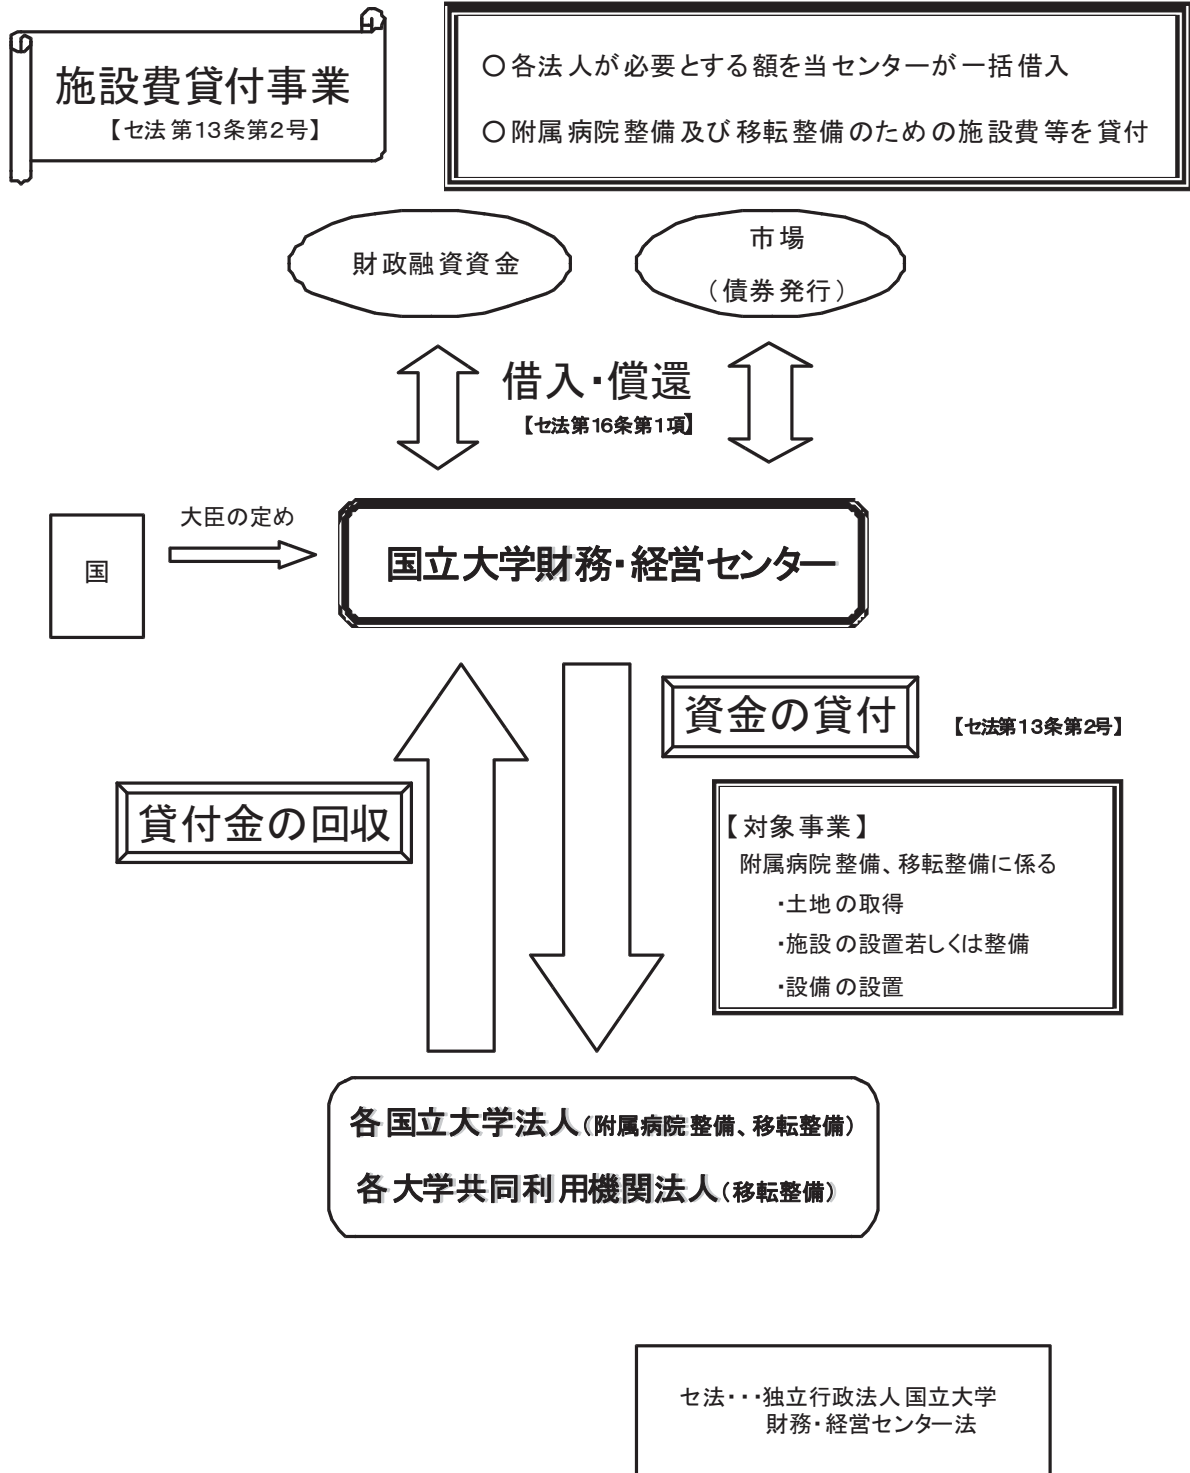 施設費貸付事業
【セ法第13条第2号】
〇各法人が必要とする額を当センターが一括借入
〇附属病院整備及び移転整備のための施設費等を貸付
財政融資資金
市場
（債券発行）
借入・償還
【セ法第16条第1項】
国
大臣の定め
国立大学財務・経営センター
資金の貸付
【セ法第13条第2号】
貸付金の回収
【対象事業】
附属病院整備、移転整備に係る
・土地の取得
・施設の設置若しくは整備
・設備の設置
各国立大学法人（附属病院整備、移転整備）
各大学共同利用機関法人（移転整備）
セ法・・・独立行政法人国立大学
財務・経営センター法